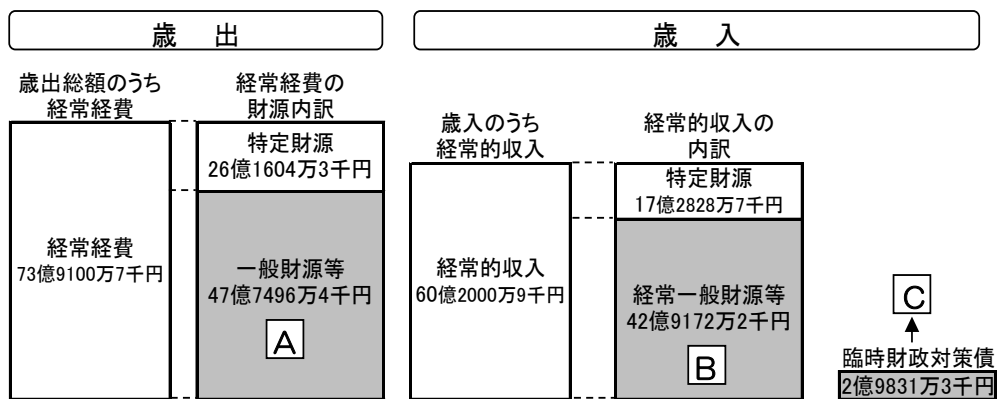 歳出
歳入
歳出総額のうち
経常経費
経常経費の
財源内訳
歳入のうち
経常的収入
経常的収入の
内訳
特定財源
26億1604万3千円
特定財源
17億2828万7千円
経常経費
73億9100万7千円
一般財源等
47億7496万4千円
A
経常的収入
60億2000万9千円
経常一般財源等
42億9172万2千円
B
C
臨時財政対策債
2億9831万3千円